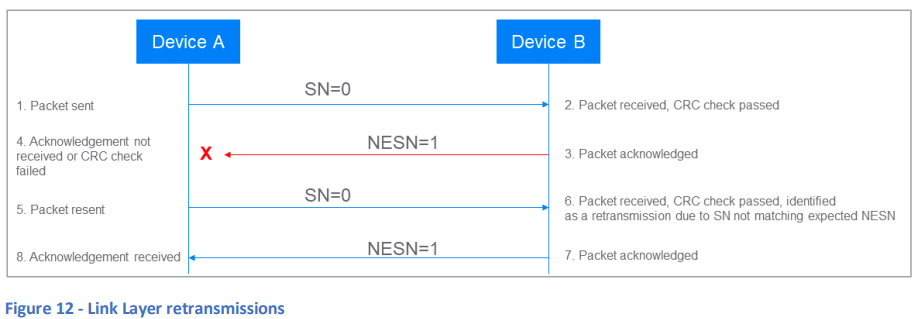 Device A
Device B
SN=0
1. Packet sent
2. Packet received, CRC check passed
4. Acknowledgement not
received or CRC check
failed
X
NESN=1
3. Packet acknowledged
SN=0
5. Packet resent
6. Packet received, CRC check passed, identified
as a retransmission due to SN not matching expected NESN
NESN=1
8. Acknowledgement received
7. Packet acknowledged
Figure 12 - Link Layer retransmissions